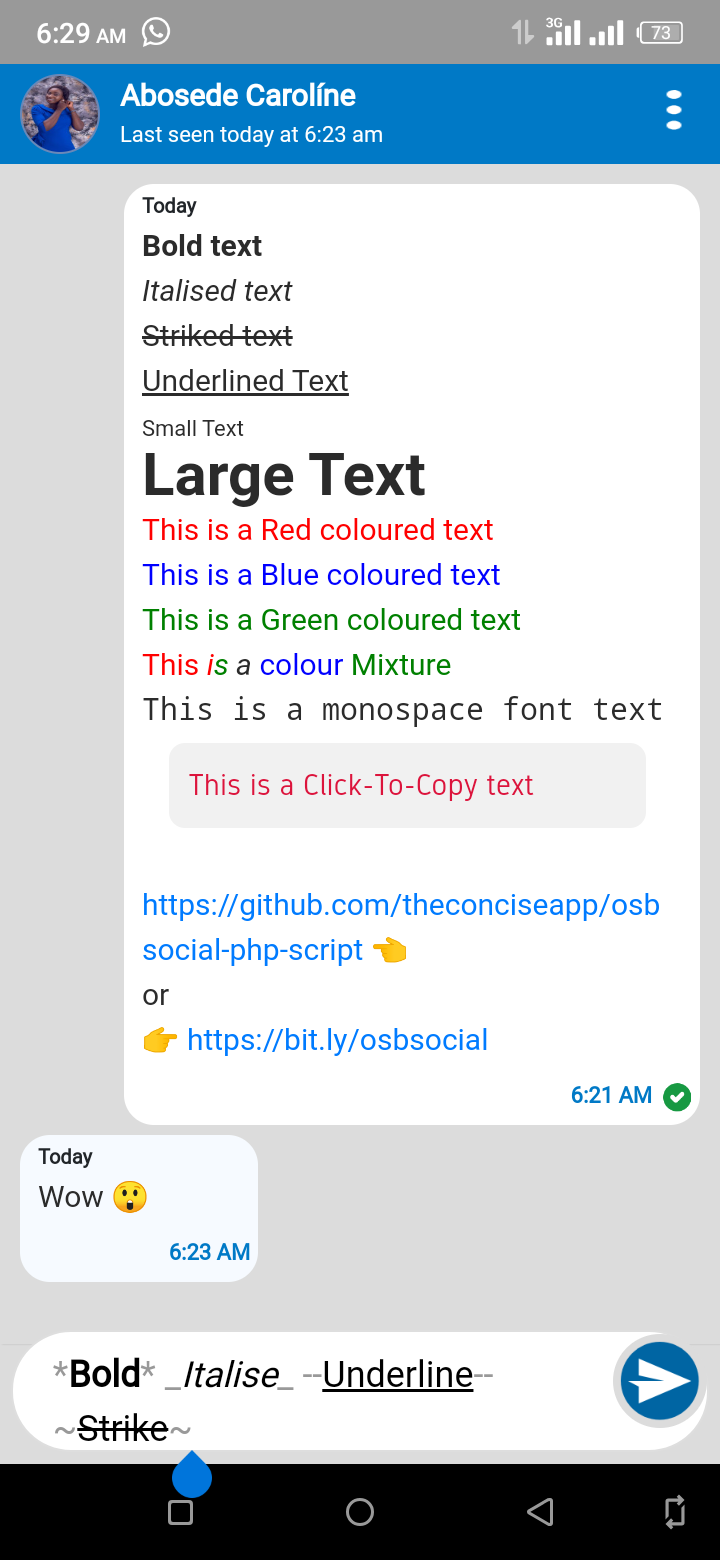 6:29 AM
3G
73
Abosede Carolíne
Last seen today at 6:23 am
Today
Bold text
Italised text
Striked text
Underlined Text
Small Text
Large Text
This is a Red coloured text
This is a Blue coloured text
This is a Green coloured text
This is a colour Mixture
This is a monospace font text
This is a Click-To-Copy text
https://github.com/theconciseapp/osb
social-php-script 👈
or
👉 https://bit.ly/osbsocial
6:21 AM
Today
Wow 😲
6:23 AM
*Bold* _Italise_ --Underline--
~Strike~